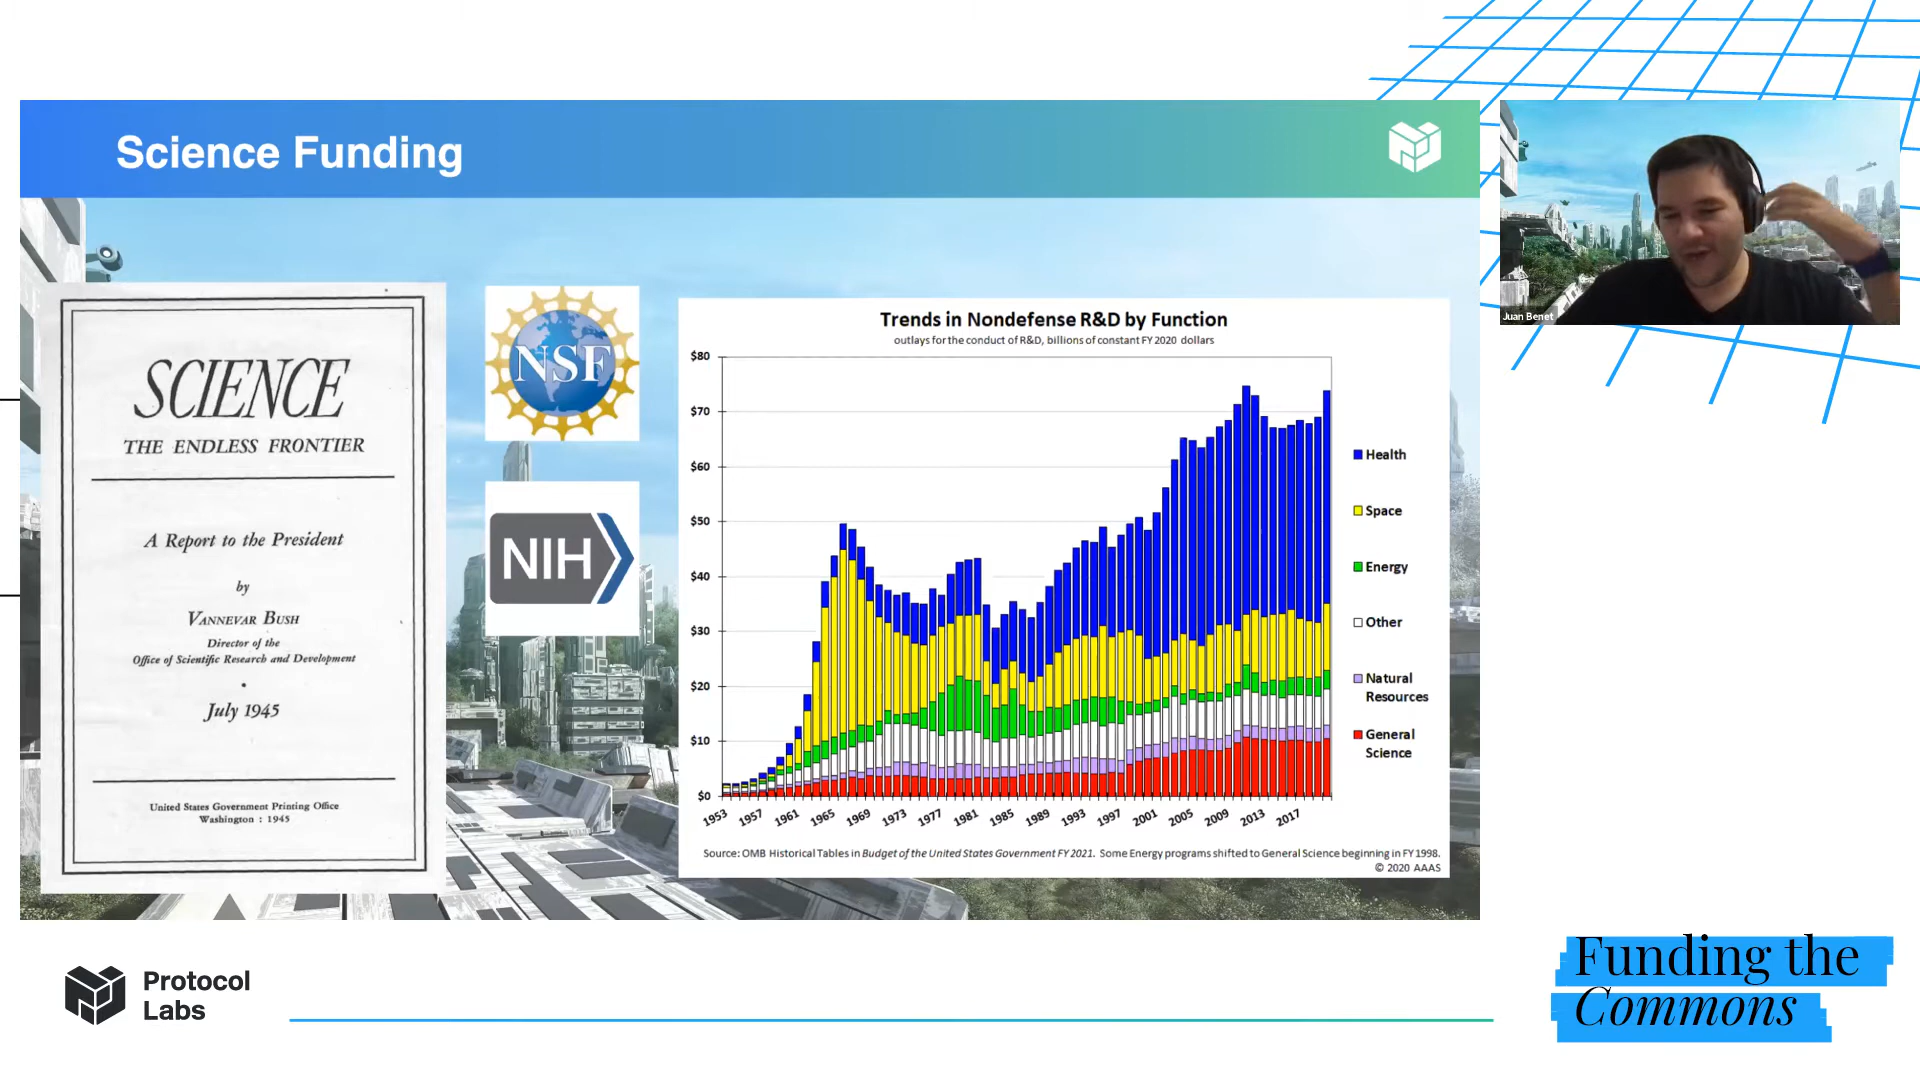 Science Funding
SCIENCE
THE ENDLESS FRONTIER
A Report to the President
by
VANNEVAR BUSH
Director of the
Office of Scientific Research and Development
July 1945
United States Government Printing Office
Washington : 1945
NSF
NIH
Trends in Nondefense R&D by Function
outlays for the conduct of R&D, billions of constant FY 2020 dollars
$80
$70
$60
$50
$40
$30
$20
$10
$0
1953 1957 1961 1965 1969 1973 1977 1981 1985 1989 1993 1997 2001 2005 2009 2013 2017
Health
Space
Energy
Other
Natural
Resources
General
Science
Source: OMB Historical Tables in Budget of the United States Government FY 2021. Some Energy programs shifted to General Science beginning in FY 1998.
© 2020 AAAS
Juan Benet
Protocol
Labs
Funding the
Commons